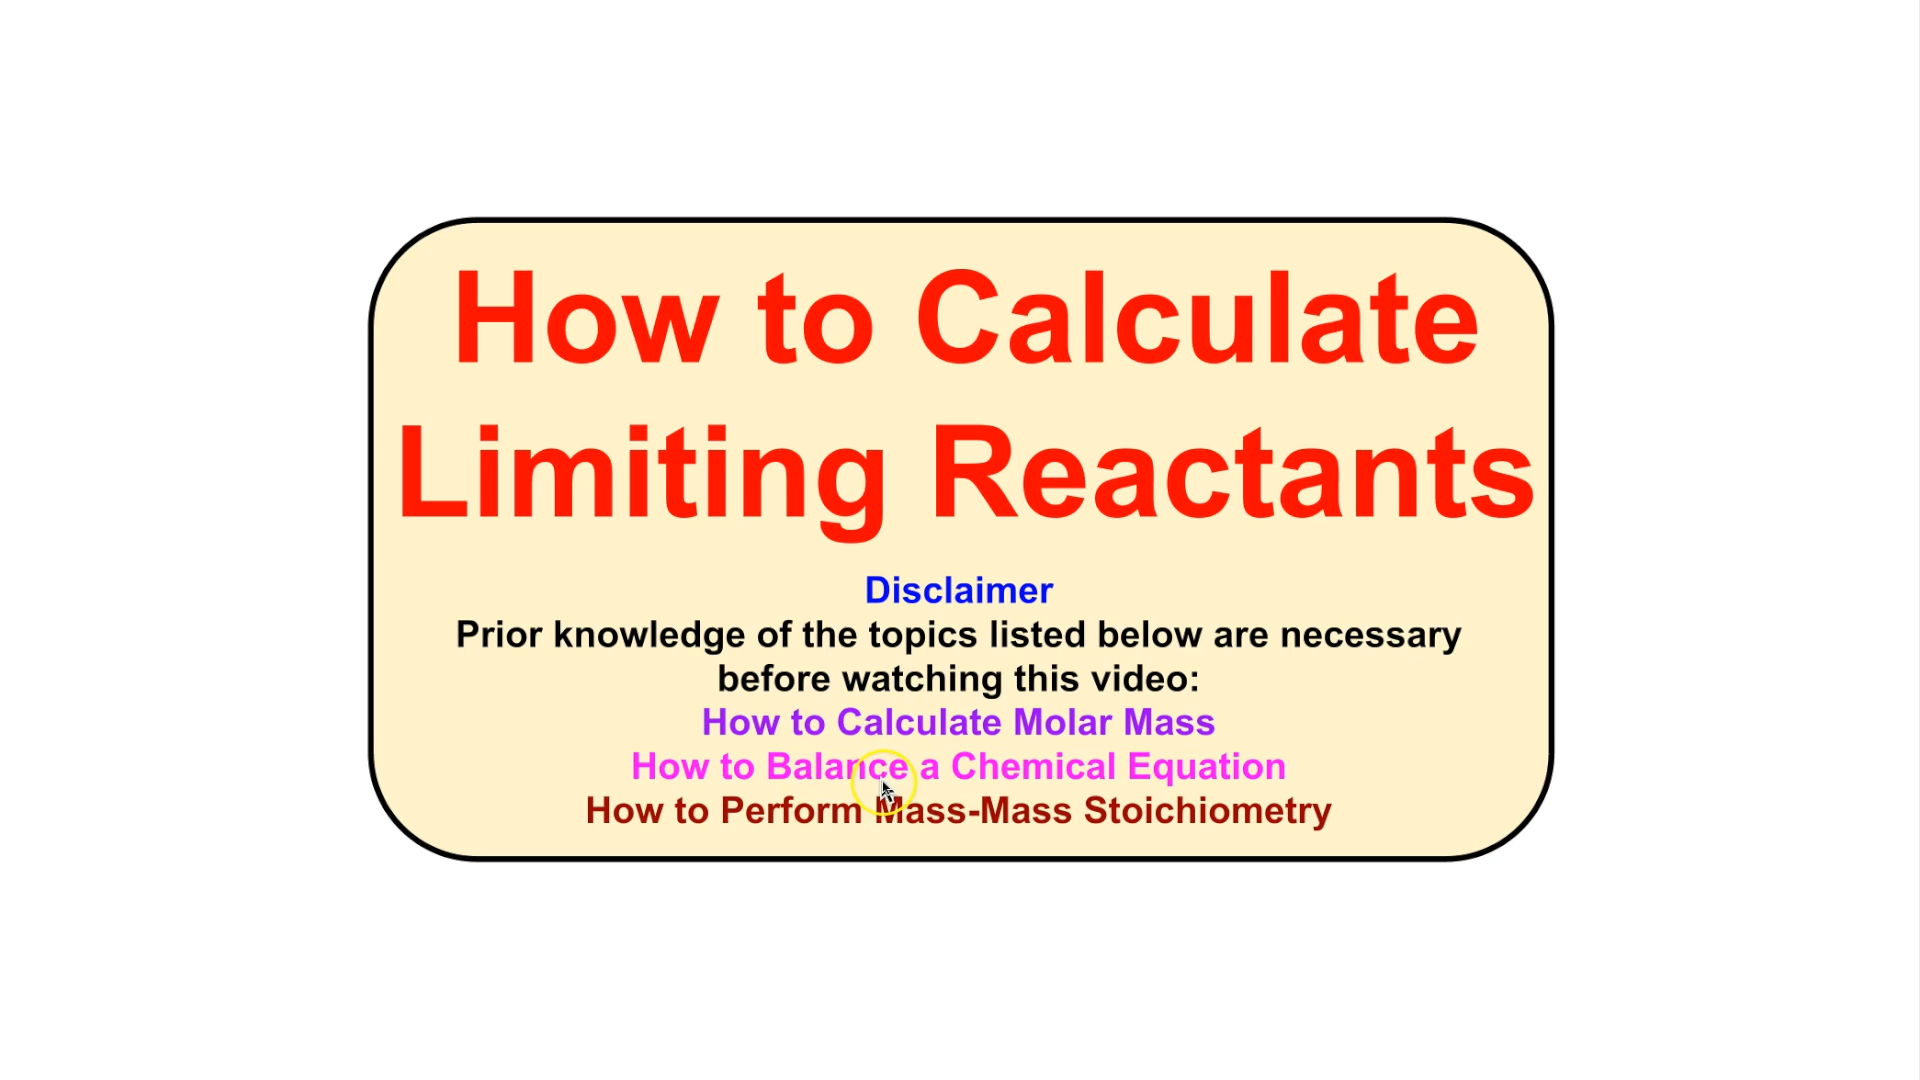 How to Calculate
Limiting Reactants
Disclaimer
Prior knowledge of the topics listed below are necessary
before watching this video:
How to Calculate Molar Mass
How to Balance a Chemical Equation
How to Perform Mass-Mass Stoichiometry